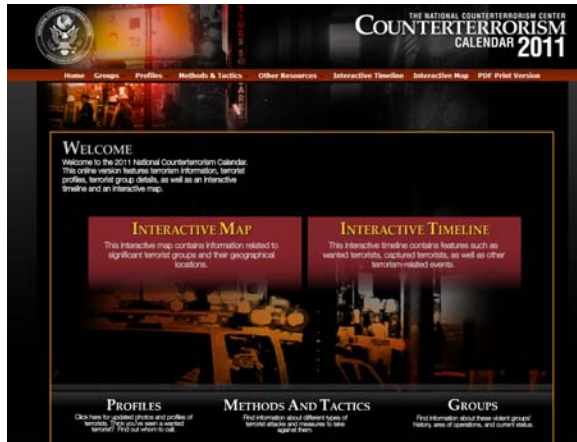 THE NATIONAL COUNTERTERRORISM CENTER
COUNTERTERRORISM
CALENDAR 2011
Home Groups Profiles Methods & Tactics Other Resources Interactive Timeline Interactive Map PDF Print Version
WELCOME
Welcome to the 2011 National Counterterrorism Calendar.
This online version features terrorism information, terrorist
profiles, terrorist group details, as well as an interactive
timeline and an interactive map.
INTERACTIVE MAP
This interactive map contains information related to
significant terrorist groups and their geographical
locations.
INTERACTIVE TIMELINE
This interactive timeline contains features such as
wanted terrorists, captured terrorists, as well as other
terrorism-related events.
PROFILES
Click here for updated photos and profiles of
terrorists. Think you've seen a wanted
terrorist? Find out whom to call.
METHODS AND TACTICS
Find information about different types of
terrorist attacks and measures to take
against them.
GROUPS
Find information about these violent groups'
history, area of operations, and current status.